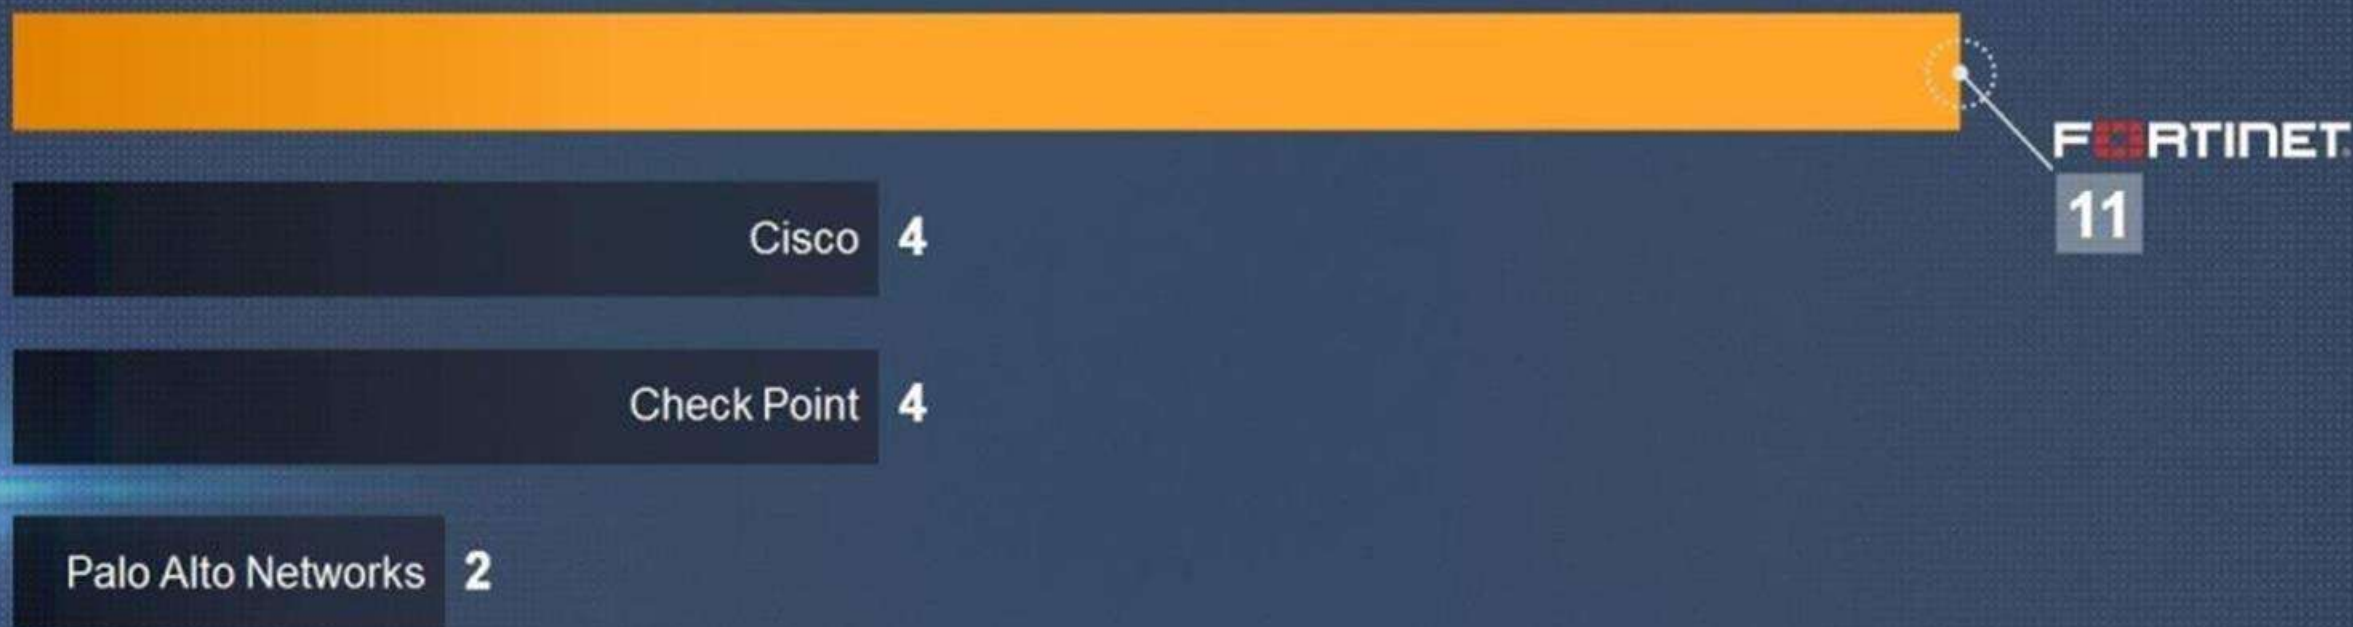 FORTINET.
11
Cisco 4
Check Point 4
Palo Alto Networks 2